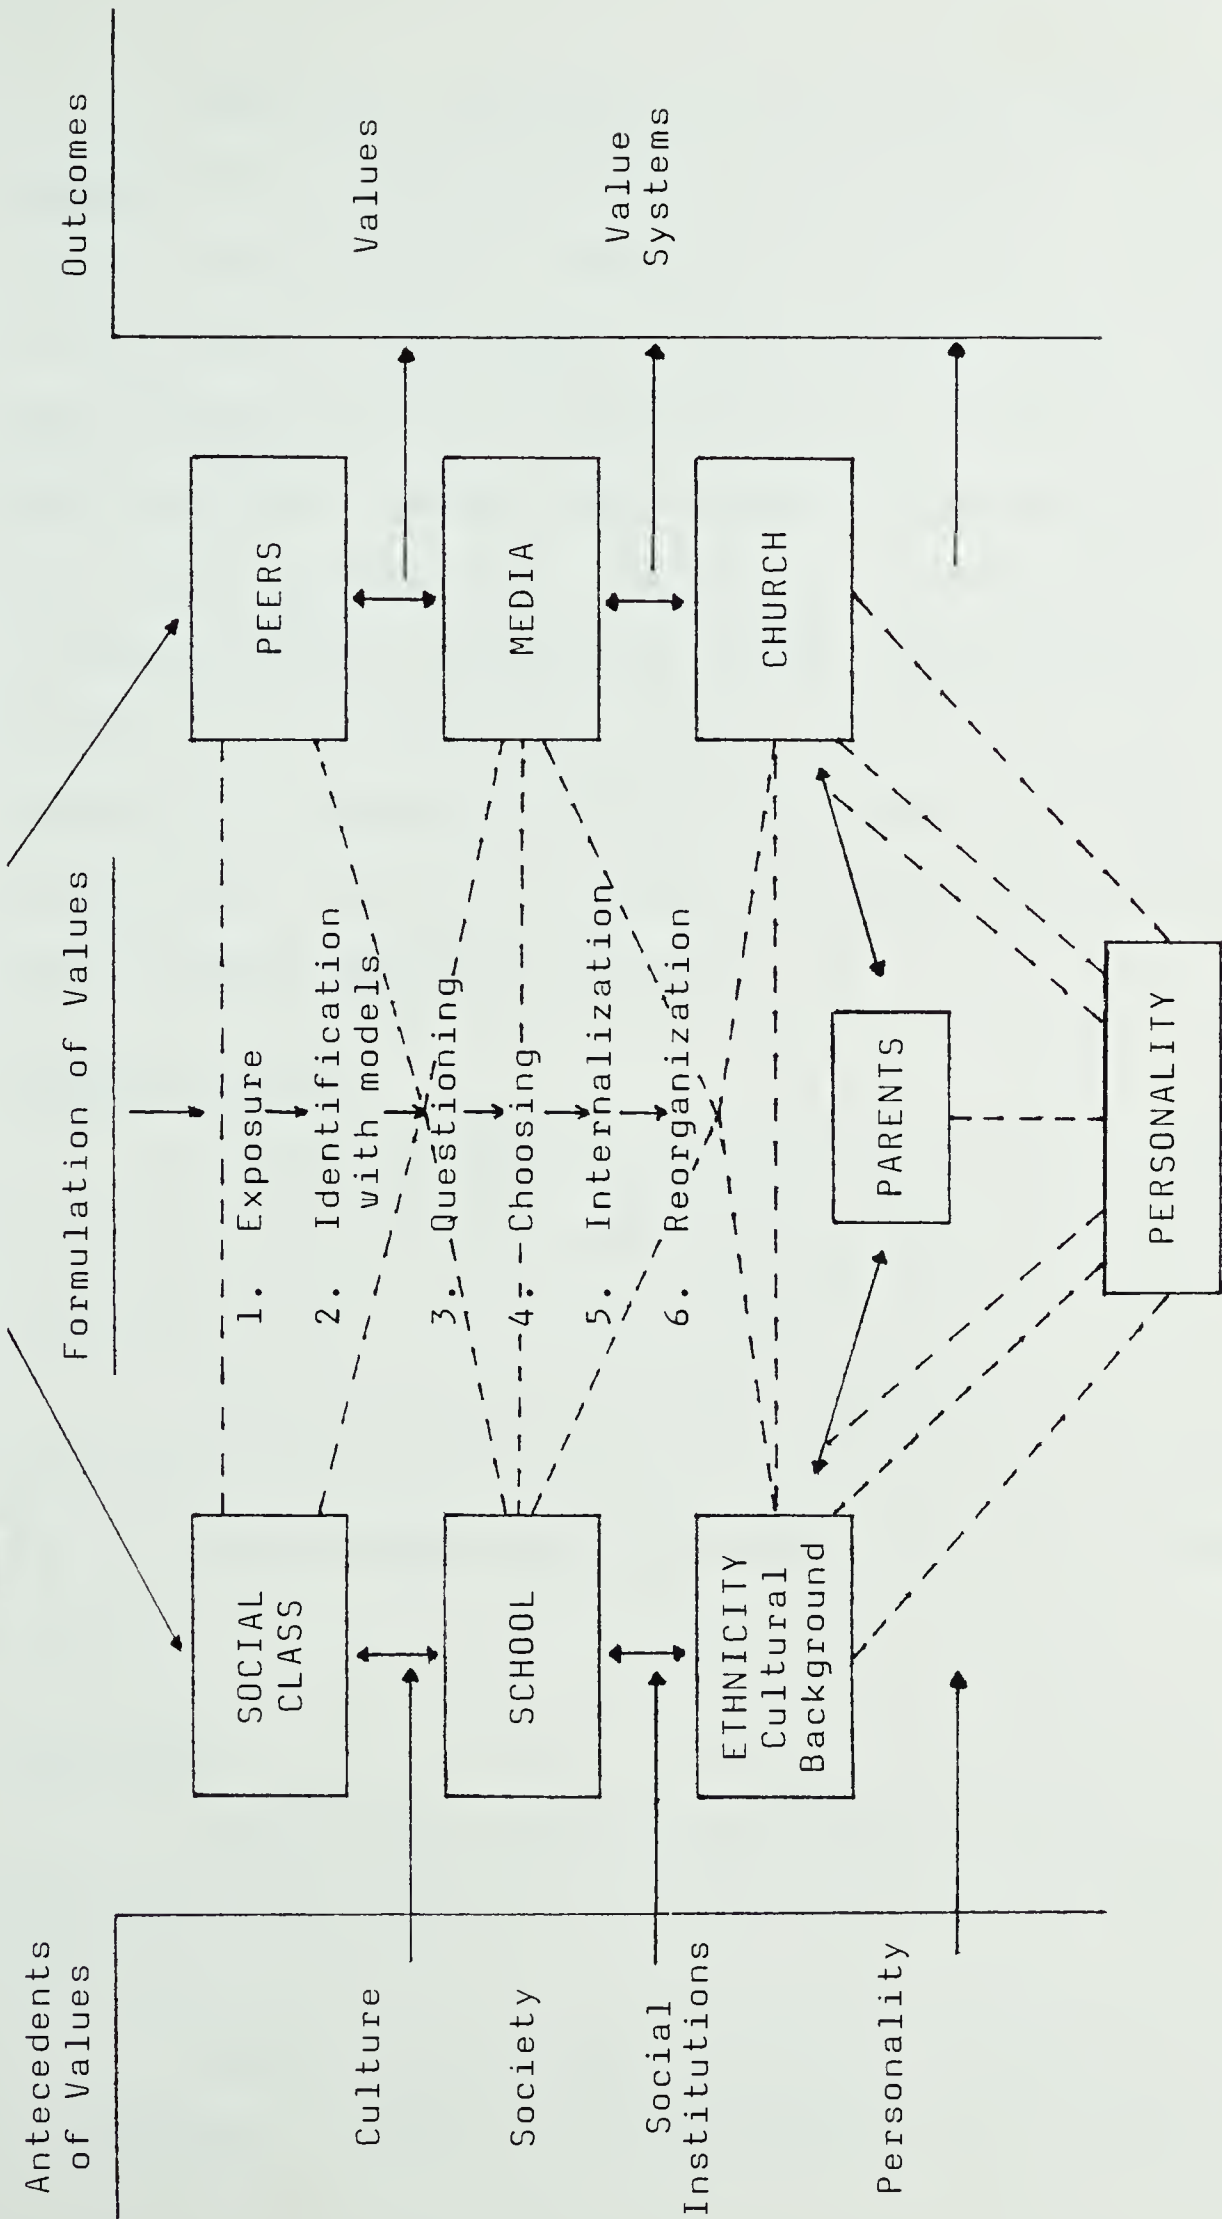 Antecedents
of Values
Culture
Society
Social
Institutions
Personality
Formulation of Values
SOCIAL
CLASS
SCHOOL
ETHNICITY
Cultural
Background
1. Exposure
2. Identification
with models
3. Questioning
4. Choosing
5. Internalization
6. Reorganization
PARENTS
PERSONALITY
PEERS
MEDIA
CHURCH
Outcomes
Values
Value
Systems